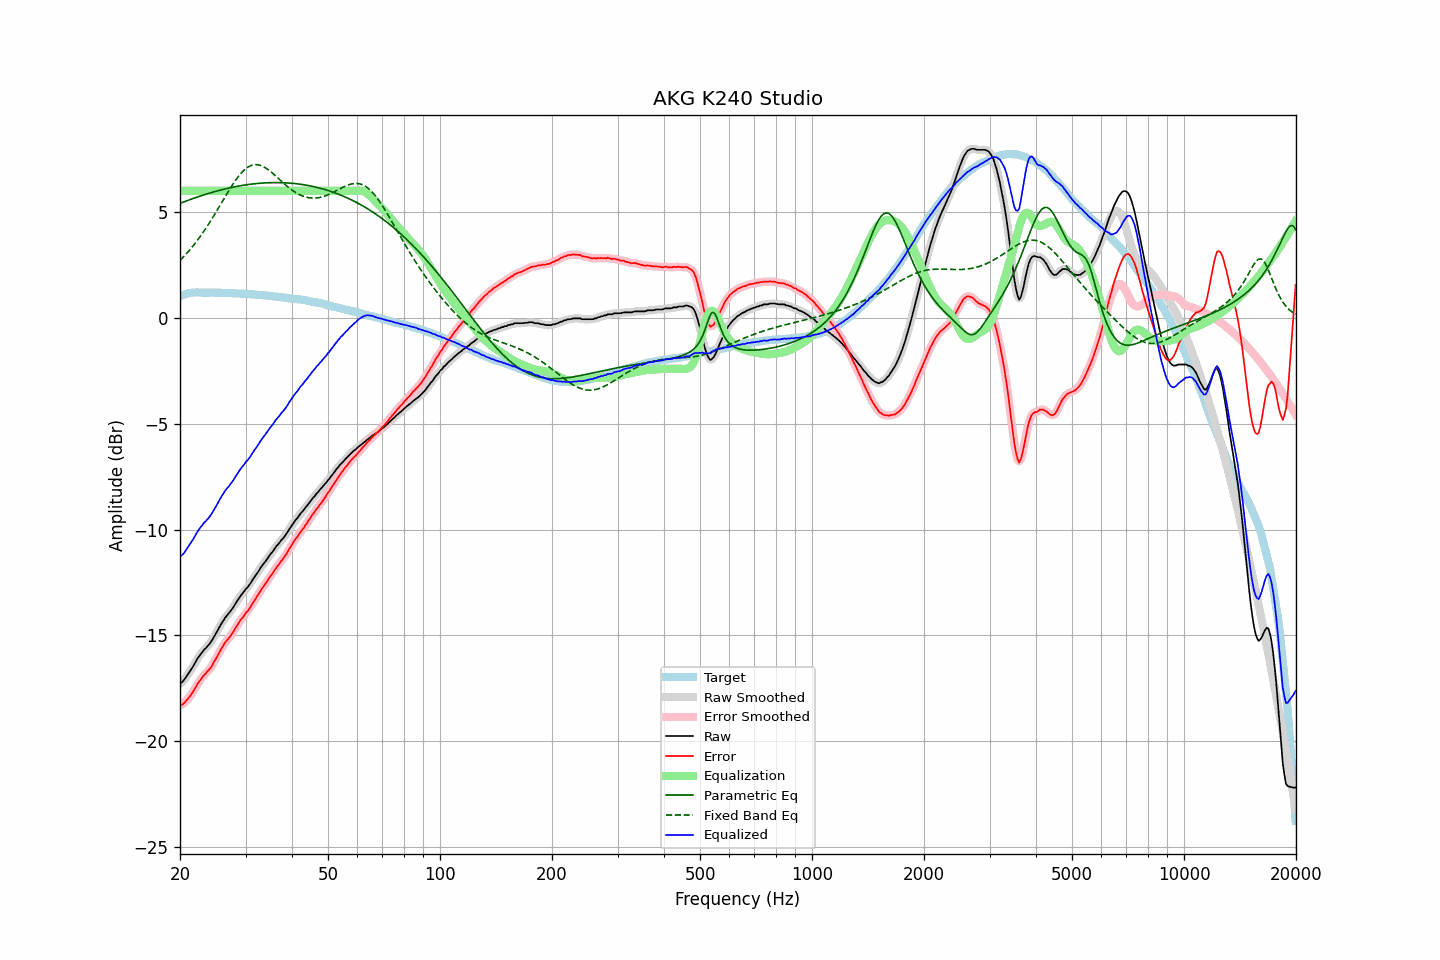 AKG K240 Studio
Amplitude (dBr)
5
0
−5
−10
−15
−20
−25
Target
Raw Smoothed
Error Smoothed
Raw
Error
Equalization
Parametric Eq
Fixed Band Eq
Equalized
20 50 100 200 500 1000 2000 5000 10000 20000
Frequency (Hz)